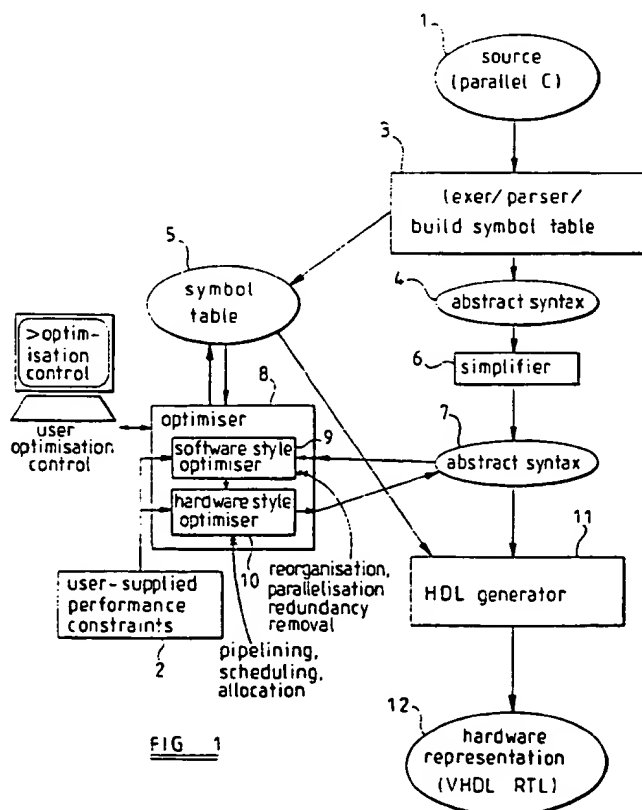 1
source
(parallel C)
3
lexer/parser/
build symbol table
5
symbol
table
4
abstract syntax
6
simplifier
>optim-
isation
control
user
optimisation
control
8
optimiser
9
software style
optimiser
hardware style
optimiser
10
7
abstract syntax
reorganisation,
parallelisation
redundancy
removal
pipelining,
scheduling,
allocation
user-supplied
performance
constraints
2
11
HDL generator
12
hardware
representation
(VHDL RTL)
FIG 1